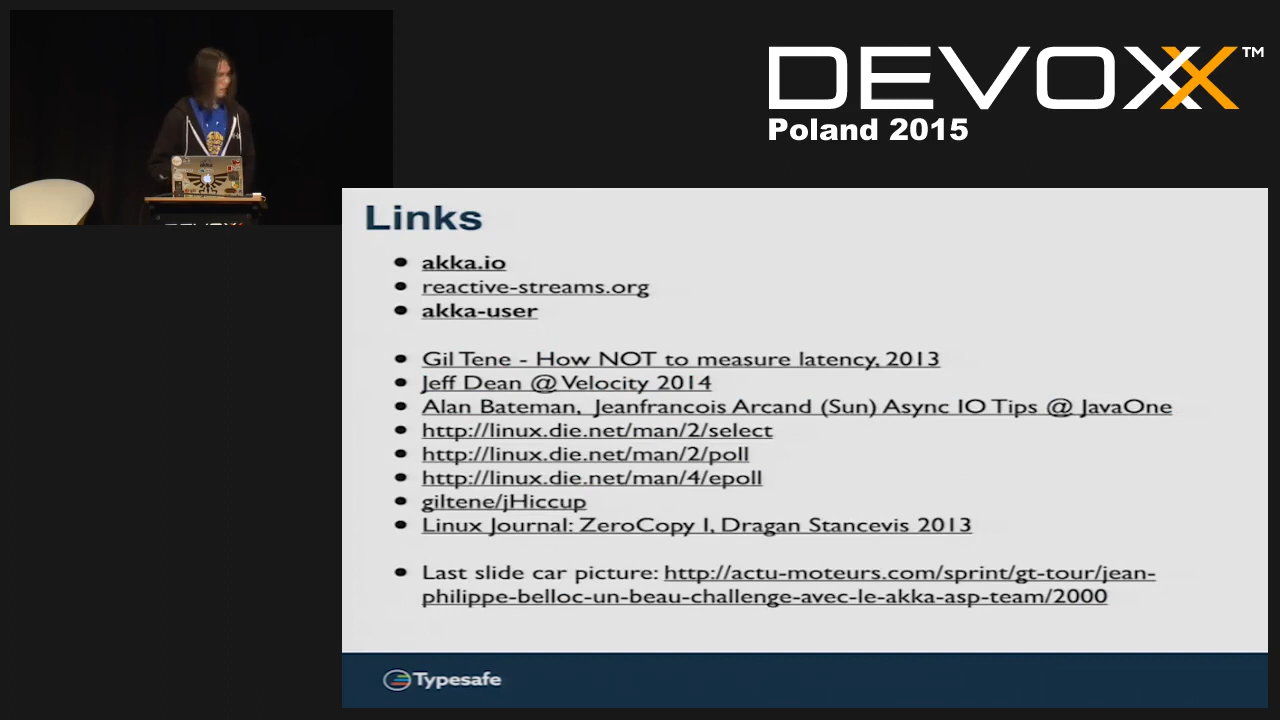 DEVOXX™
Poland 2015
Links
akka.io
reactive-streams.org
akka-user
Gil Tene - How NOT to measure latency, 2013
Jeff Dean @ Velocity 2014
Alan Bateman, Jeanfrancois Arcand (Sun) Async IO Tips @ JavaOne
http://linux.die.net/man/2/select
http://linux.die.net/man/2/poll
http://linux.die.net/man/4/epoll
giltene/jHiccup
Linux Journal: ZeroCopy I, Dragan Stancevis 2013
Last slide car picture: http://actu-moteurs.com/sprint/gt-tour/jean-
philippe-belloc-un-beau-challenge-avec-le-akka-asp-team/2000
Typesafe